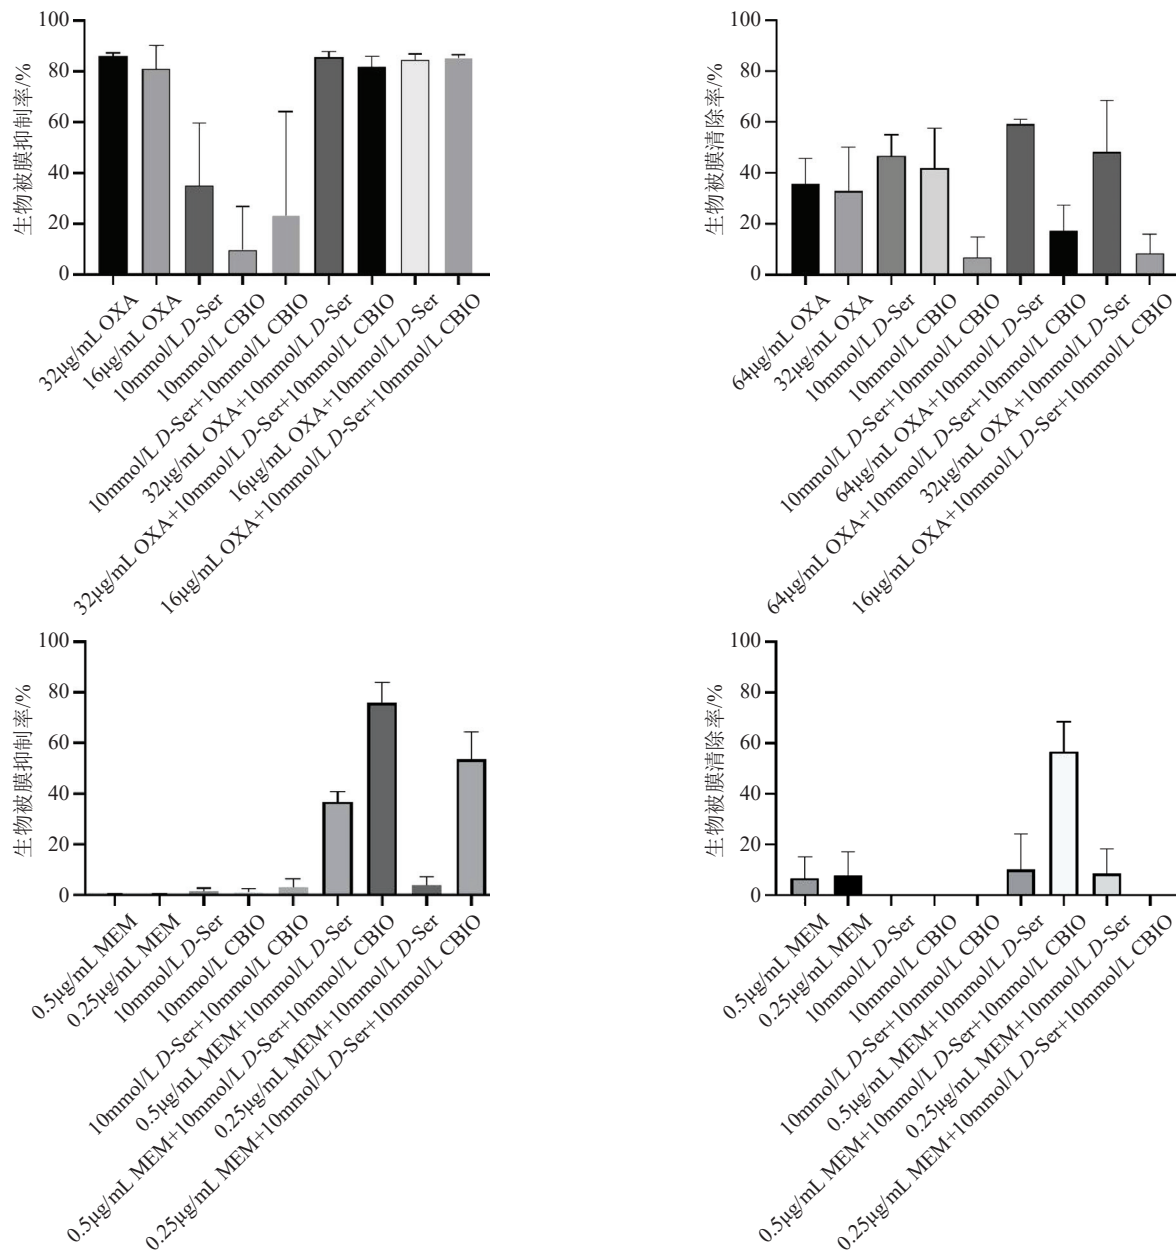 100
80
60
40
20
0
生物被膜抑制率/%
32μg/mL OXA
16μg/mL OXA
10mmol/L D-Ser
10mmol/L CBIO
10mmol/L D-Ser+10mmol/L CBIO
32μg/mL OXA+10mmol/L D-Ser
32μg/mL OXA+10mmol/L D-Ser+10mmol/L CBIO
16μg/mL OXA+10mmol/L D-Ser
16μg/mL OXA+10mmol/L D-Ser+10mmol/L CBIO
100
80
60
40
20
0
生物被膜清除率/%
64μg/mL OXA
32μg/mL OXA
10mmol/L D-Ser
10mmol/L CBIO
10mmol/L D-Ser+10mmol/L CBIO
64μg/mL OXA+10mmol/L D-Ser
64μg/mL OXA+10mmol/L D-Ser+10mmol/L CBIO
32μg/mL OXA+10mmol/L D-Ser
16μg/mL OXA+10mmol/L D-Ser+10mmol/L CBIO
100
80
60
40
20
0
生物被膜抑制率/%
0.5μg/mL MEM
0.25μg/mL MEM
10mmol/L D-Ser
10mmol/L CBIO
10mmol/L D-Ser+10mmol/L CBIO
0.5μg/mL MEM+10mmol/L D-Ser
0.5μg/mL MEM+10mmol/L D-Ser+10mmol/L CBIO
0.25μg/mL MEM+10mmol/L D-Ser
0.25μg/mL MEM+10mmol/L D-Ser+10mmol/L CBIO
100
80
60
40
20
0
生物被膜清除率/%
0.5μg/mL MEM
0.25μg/mL MEM
10mmol/L D-Ser
10mmol/L CBIO
10mmol/L D-Ser+10mmol/L CBIO
0.5μg/mL MEM+10mmol/L D-Ser
0.5μg/mL MEM+10mmol/L D-Ser+10mmol/L CBIO
0.25μg/mL MEM+10mmol/L D-Ser
0.25μg/mL MEM+10mmol/L D-Ser+10mmol/L CBIO